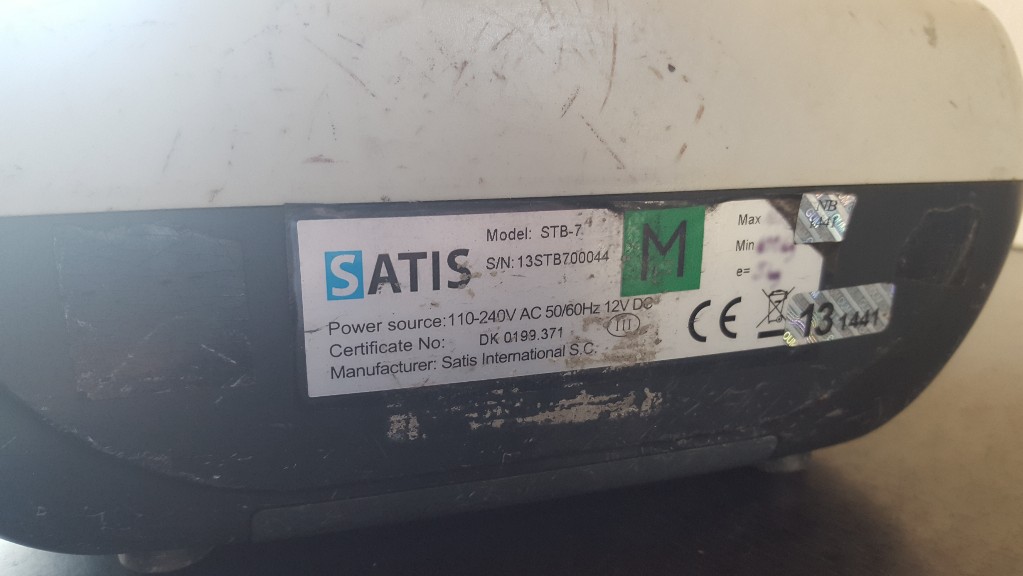 SATIS
Model: STB-7
S/N: 13STB700044
Power source: 110-240V AC 50/60Hz 12V DC
Certificate No: DK 0199.371
III
Manufacturer: Satis International S.C.
M
Max
Min
e=
NB
1441
CE
13 1441